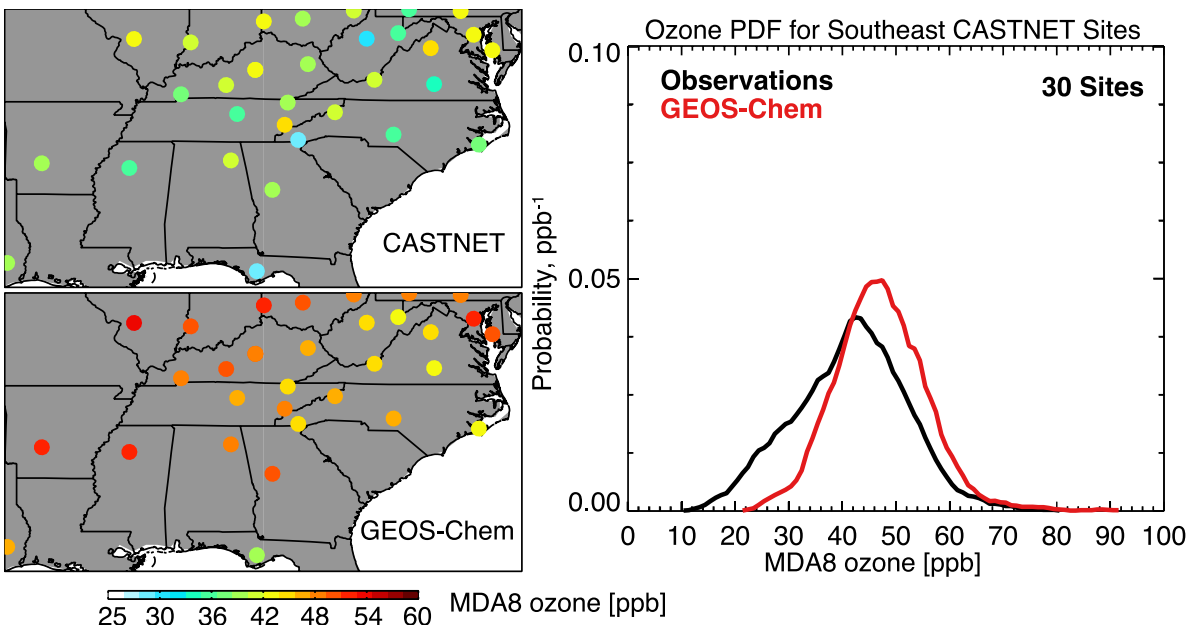 CASTNET
GEOS-Chem
25 30 36 42 48 54 60
MDA8 ozone [ppb]
Ozone PDF for Southeast CASTNET Sites
Observations
GEOS-Chem
30 Sites
Probability, ppb⁻¹
0.10
0.05
0.00
0 10 20 30 40 50 60 70 80 90 100
MDA8 ozone [ppb]